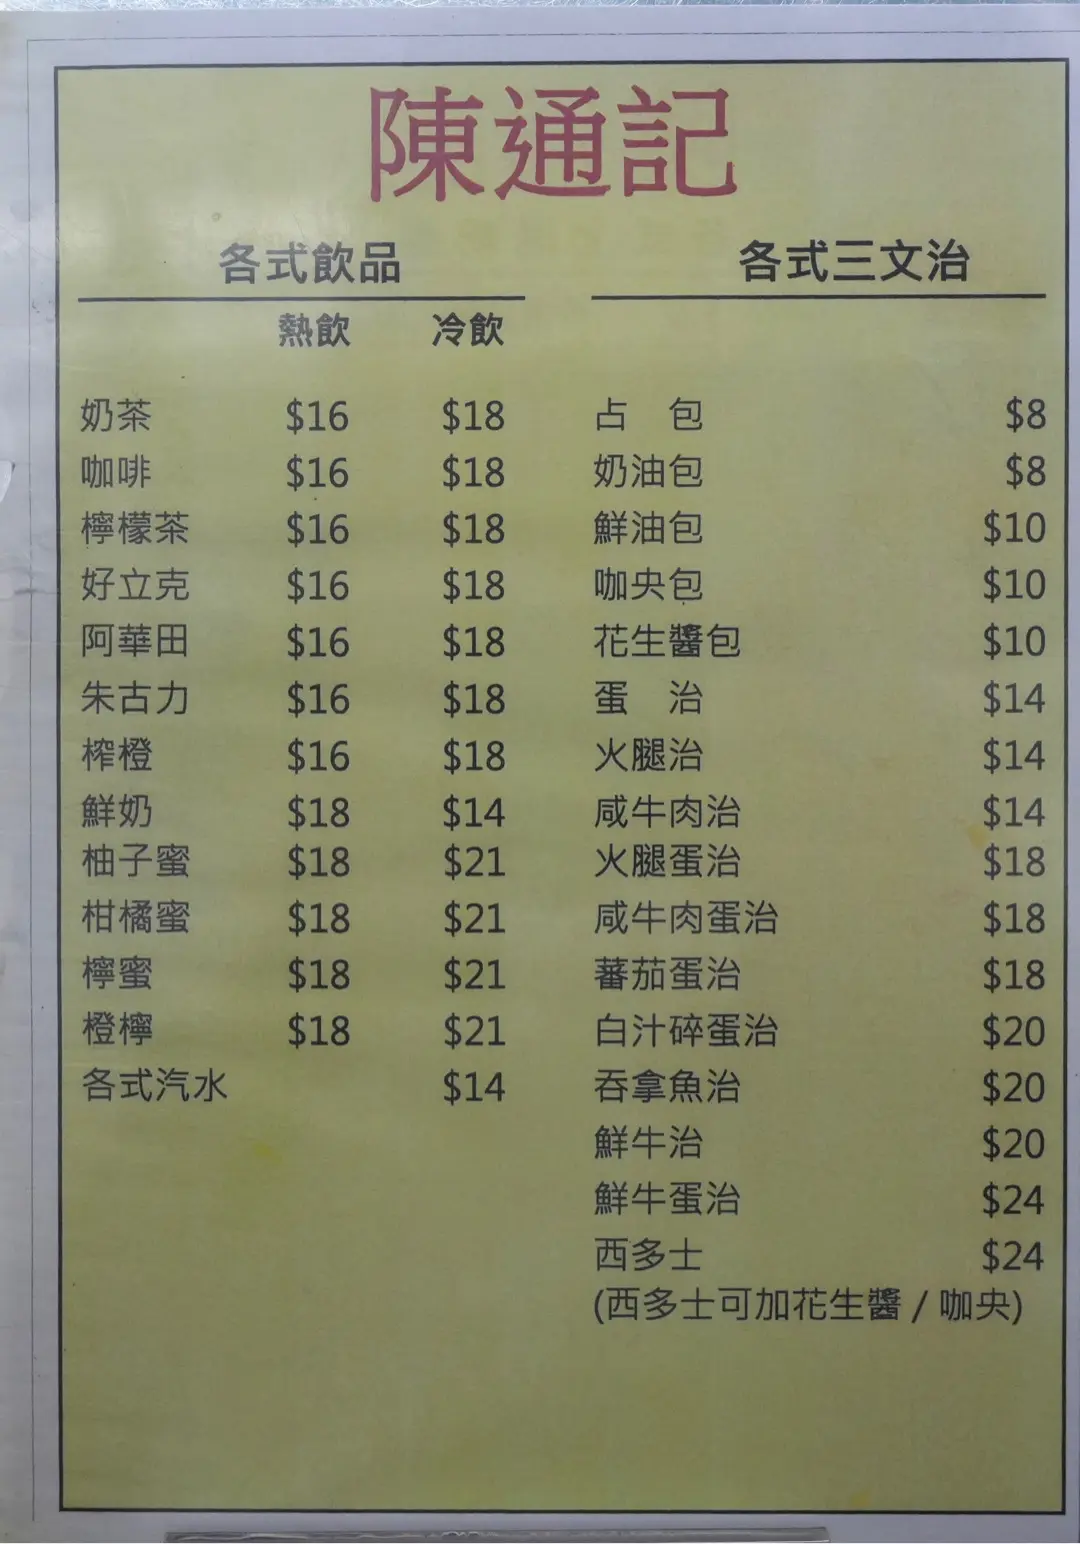 陳通記
各式飲品
熱飲 冷飲
奶茶 $16 $18
咖啡 $16 $18
檸檬茶 $16 $18
好立克 $16 $18
阿華田 $16 $18
朱古力 $16 $18
榨橙 $16 $18
鮮奶 $18 $14
柚子蜜 $18 $21
柑橘蜜 $18 $21
檸蜜 $18 $21
橙檸 $18 $21
各式汽水 $14
各式三文治
占　包 $8
奶油包 $8
鮮油包 $10
咖央包 $10
花生醬包 $10
蛋　治 $14
火腿治 $14
咸牛肉治 $14
火腿蛋治 $18
咸牛肉蛋治 $18
蕃茄蛋治 $18
白汁碎蛋治 $20
吞拿魚治 $20
鮮牛治 $20
鮮牛蛋治 $24
西多士 $24
(西多士可加花生醬 / 咖央)